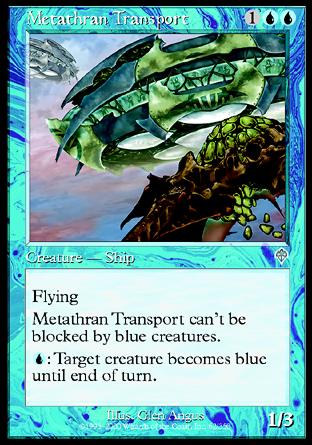 Metathran Transport 1
Creature — Ship
Flying
Metathran Transport can't be
blocked by blue creatures.
: Target creature becomes blue
until end of turn.
Illus. Glen Angus
1/3